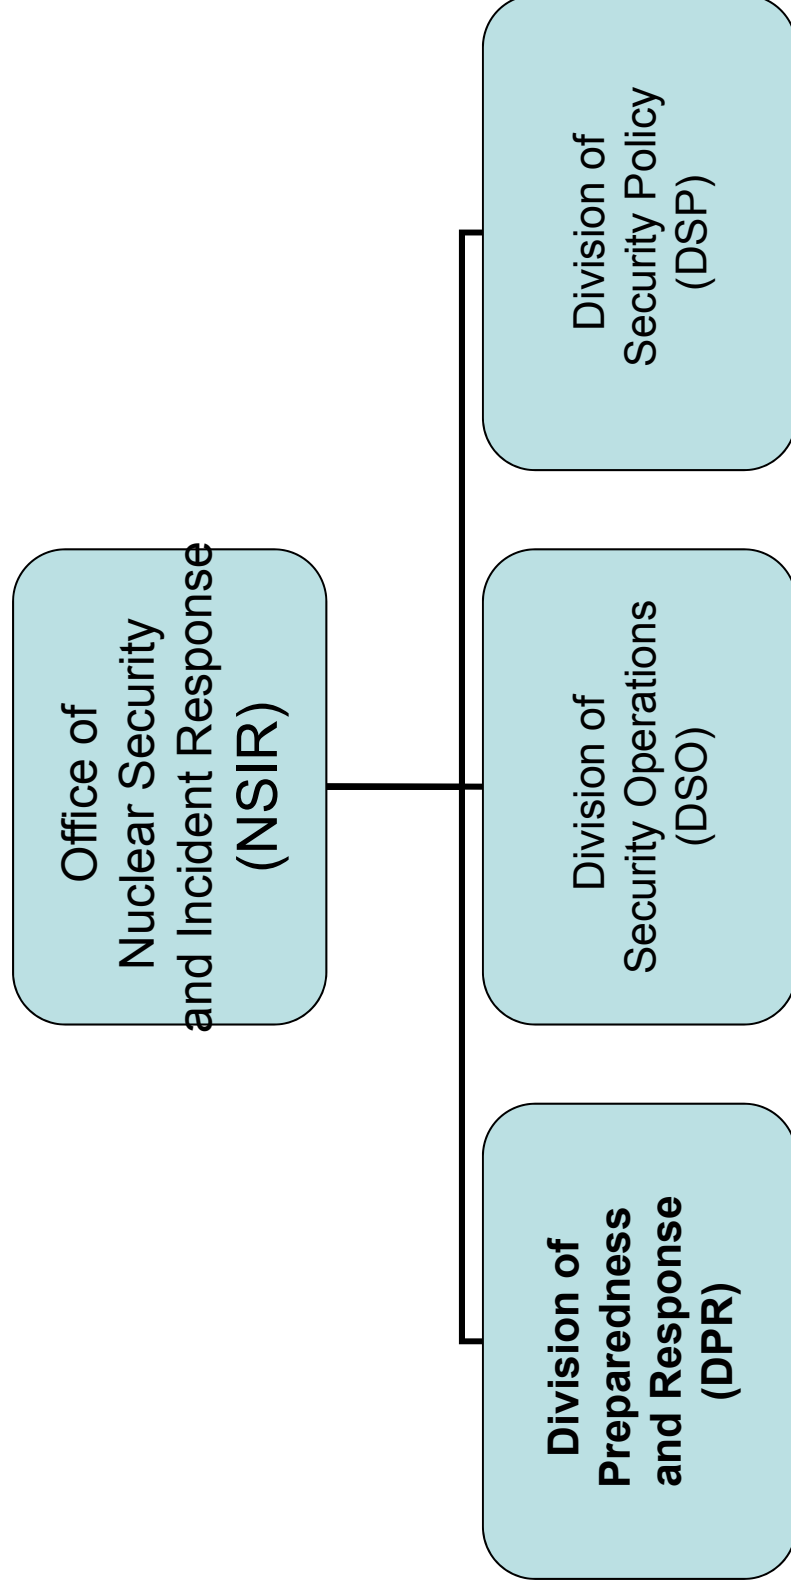 Office of
Nuclear Security
and Incident Response
(NSIR)
Division of
Preparedness
and Response
(DPR)
Division of
Security Operations
(DSO)
Division of
Security Policy
(DSP)